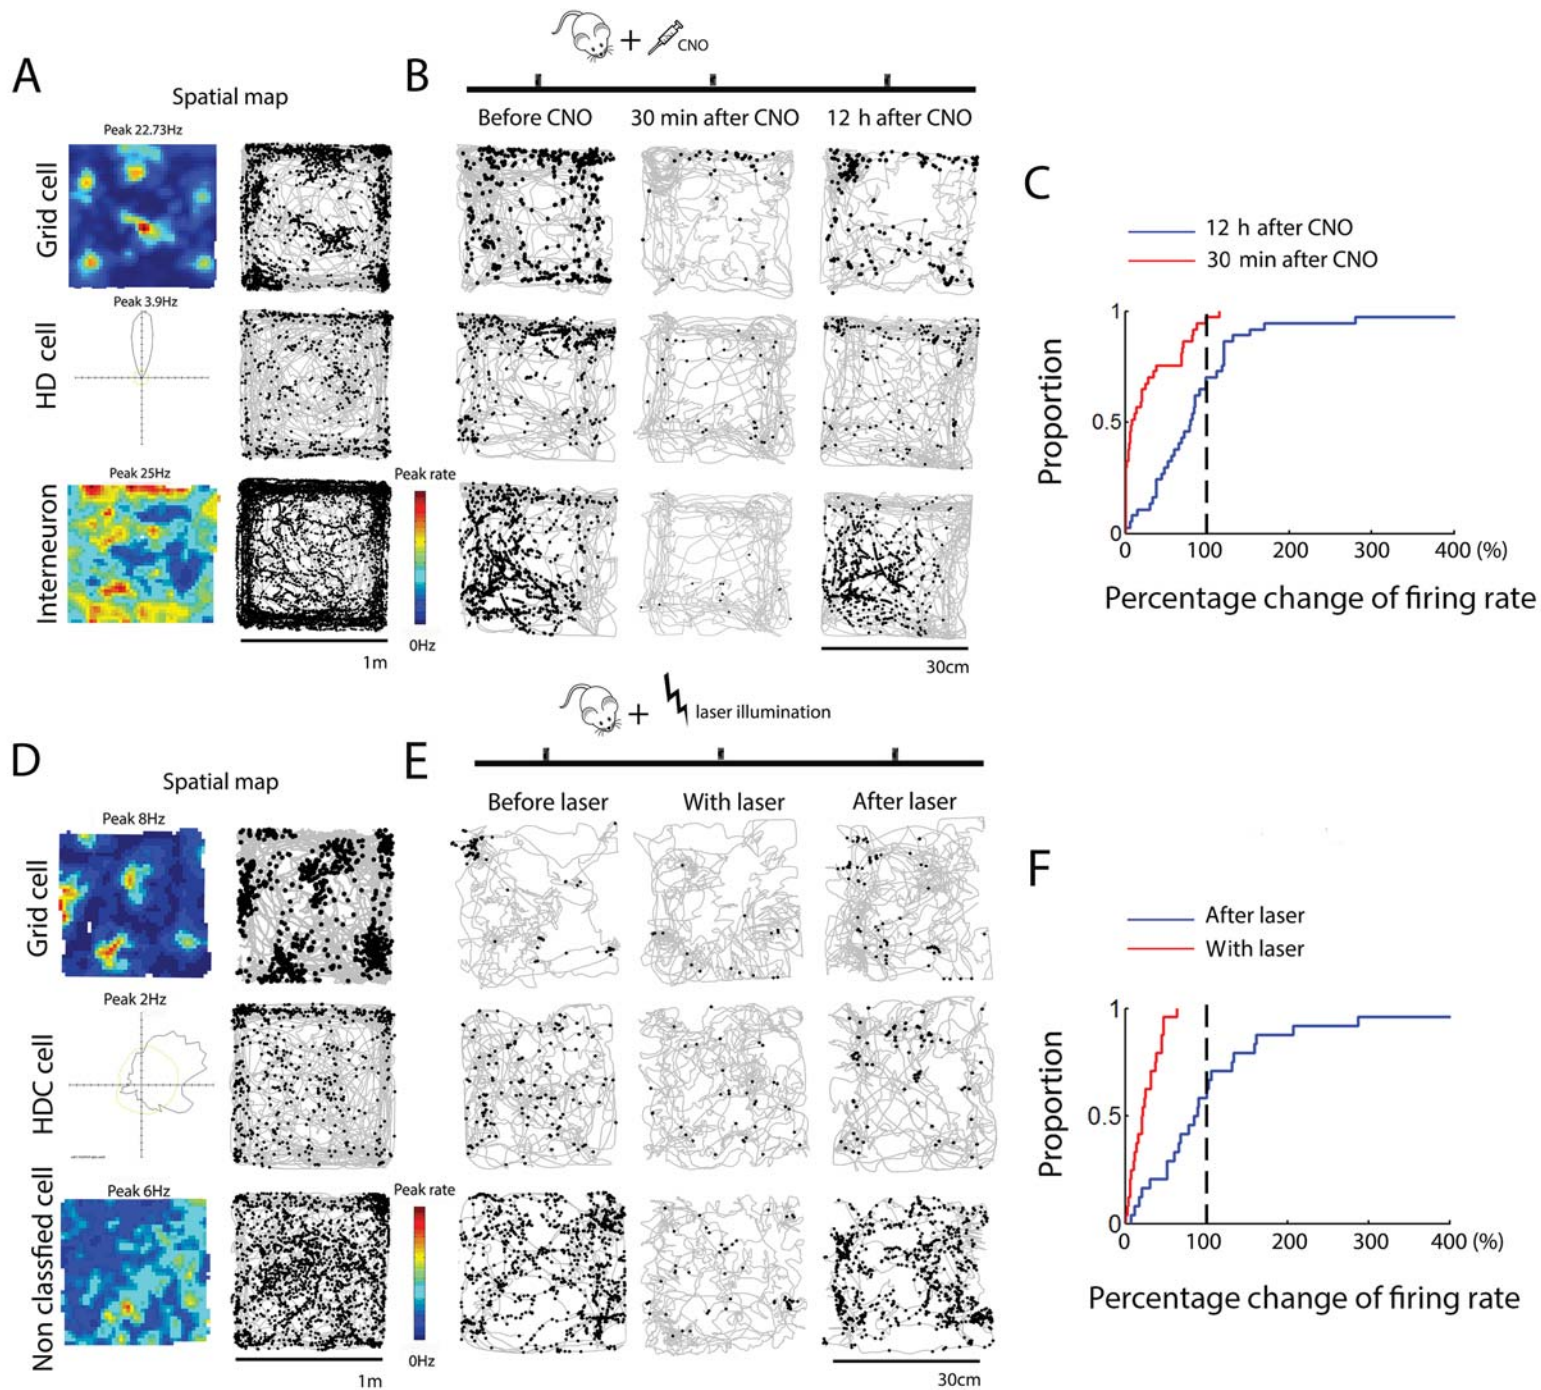 CNO
A
B
Spatial map
Before CNO
30 min after CNO
12 h after CNO
Peak 22.73Hz
Grid cell
C
12 h after CNO
30 min after CNO
Peak 3.9Hz
HD cell
1
0.5
0
Proportion
0
100
200
300
400 (%)
Percentage change of firing rate
Peak 25Hz
Interneuron
Peak rate
0Hz
1m
30cm
laser illumination
D
E
Spatial map
Before laser
With laser
After laser
Peak 8Hz
Grid cell
F
After laser
With laser
Peak 2Hz
HDC cell
1
0.5
0
Proportion
0
100
200
300
400 (%)
Percentage change of firing rate
Peak 6Hz
Non classfied cell
Peak rate
0Hz
1m
30cm